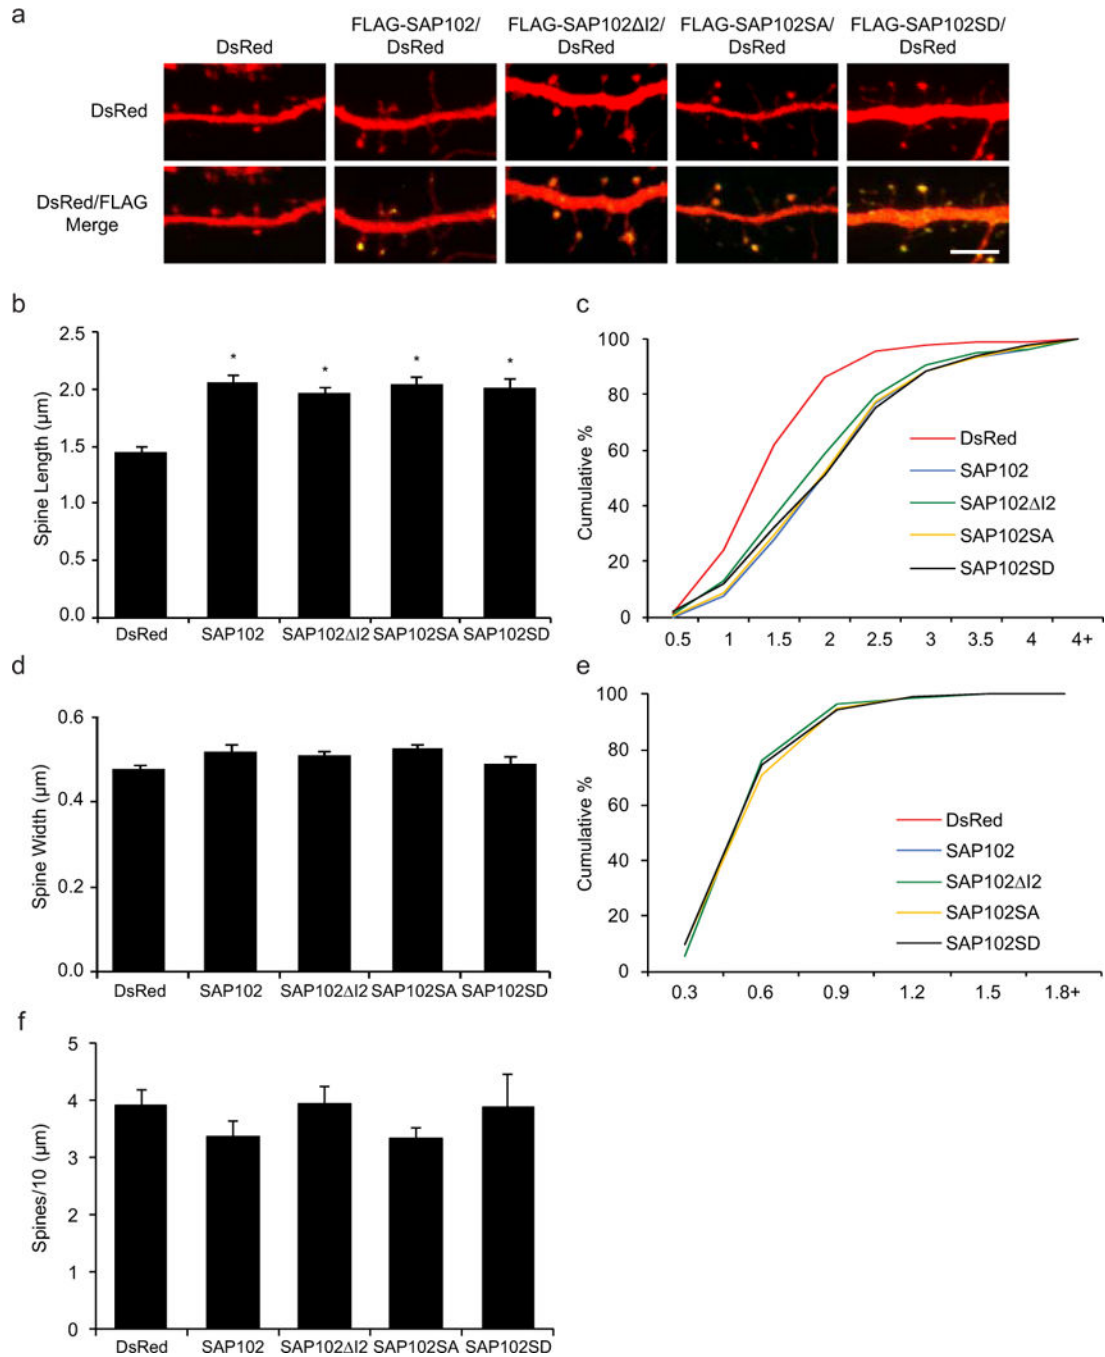 a
DsRed
FLAG-SAP102/
DsRed
FLAG-SAP102ΔI2/
DsRed
FLAG-SAP102SA/
DsRed
FLAG-SAP102SD/
DsRed
DsRed
DsRed/FLAG
Merge
b
Spine Length (µm)
2.5
2.0
1.5
1.0
0.5
0.0
*
*
*
*
DsRed SAP102 SAP102ΔI2 SAP102SA SAP102SD
c
Cumulative %
100
80
60
40
20
0
DsRed
SAP102
SAP102ΔI2
SAP102SA
SAP102SD
0.5 1 1.5 2 2.5 3 3.5 4 4+
d
Spine Width (µm)
0.6
0.4
0.2
0.0
DsRed SAP102 SAP102ΔI2 SAP102SA SAP102SD
e
Cumulative %
100
80
60
40
20
0
DsRed
SAP102
SAP102ΔI2
SAP102SA
SAP102SD
0.3 0.6 0.9 1.2 1.5 1.8+
f
Spines/10 (µm)
5
4
3
2
1
0
DsRed SAP102 SAP102ΔI2 SAP102SA SAP102SD